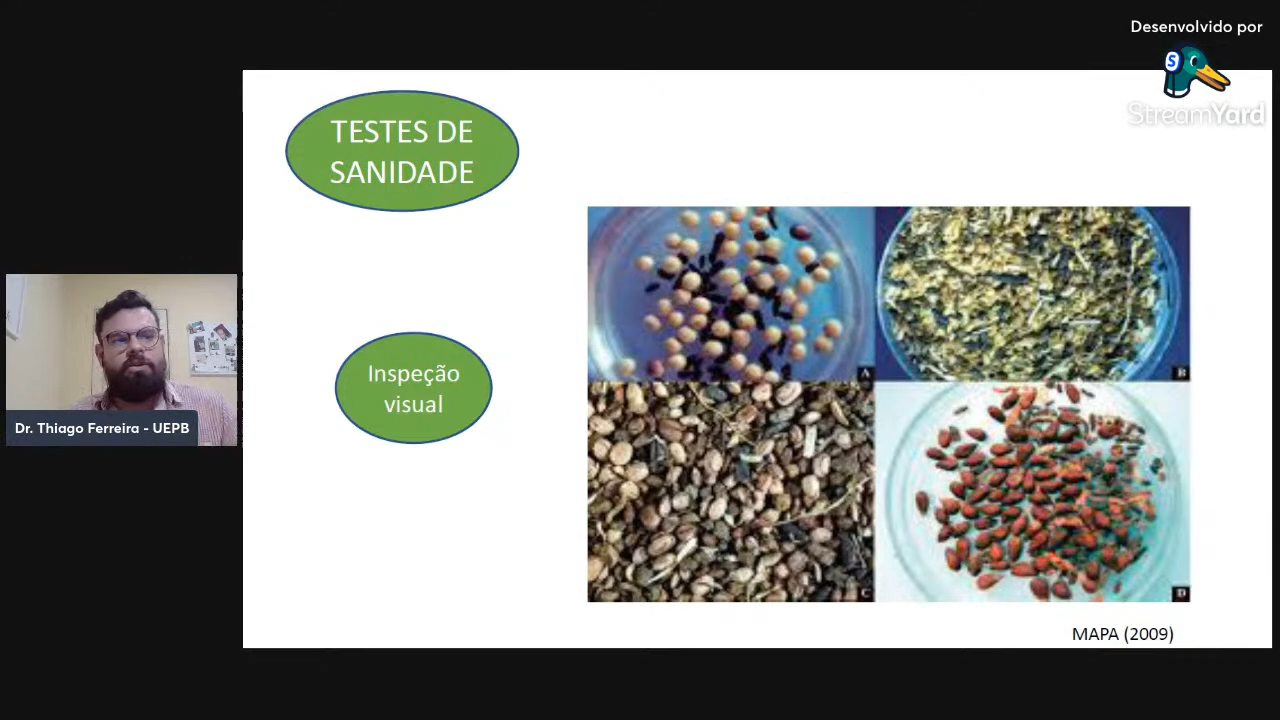 Desenvolvido por
StreamYard
TESTES DE
SANIDADE
Inspeção
visual
A
B
C
D
Dr. Thiago Ferreira - UEPB
MAPA (2009)